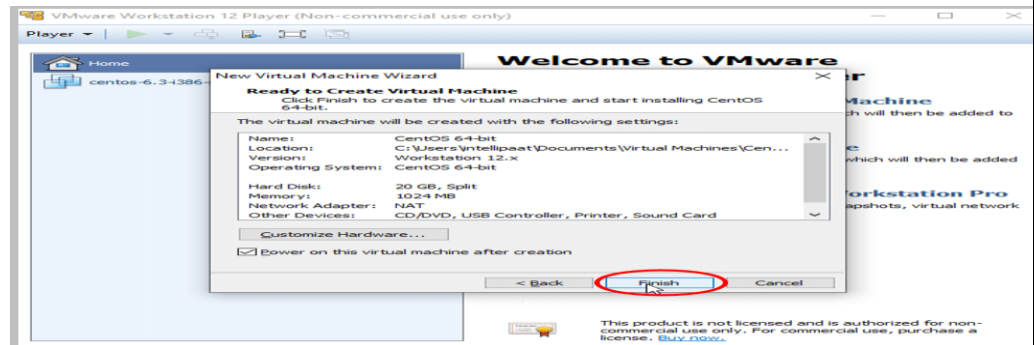 VMware Workstation 12 Player (Non-commercial use only)
Player
Home
Welcome to VMware
centos-6.3-i386-
New Virtual Machine Wizard
Ready to Create Virtual Machine
Click Finish to create the virtual machine and start installing CentOS
64-bit.
Machine
ch will then be added to
The virtual machine will be created with the following settings:
Name: CentOS 64-bit
Location: C:\Users\intellipaat\Documents\Virtual Machines\Cen...
Version: Workstation 12.x
which will then be added
Operating System: CentOS 64-bit
Hard Disk: 20 GB, Split
Memory: 1024 MB
orkstation Pro
Network Adapter: NAT
apshots, virtual network
Other Devices: CD/DVD, USB Controller, Printer, Sound Card
Customize Hardware...
Power on this virtual machine after creation
< Back Finish Cancel
This product is not licensed and is authorized for non-
commercial use only. For commercial use, purchase a
license. Buy now.